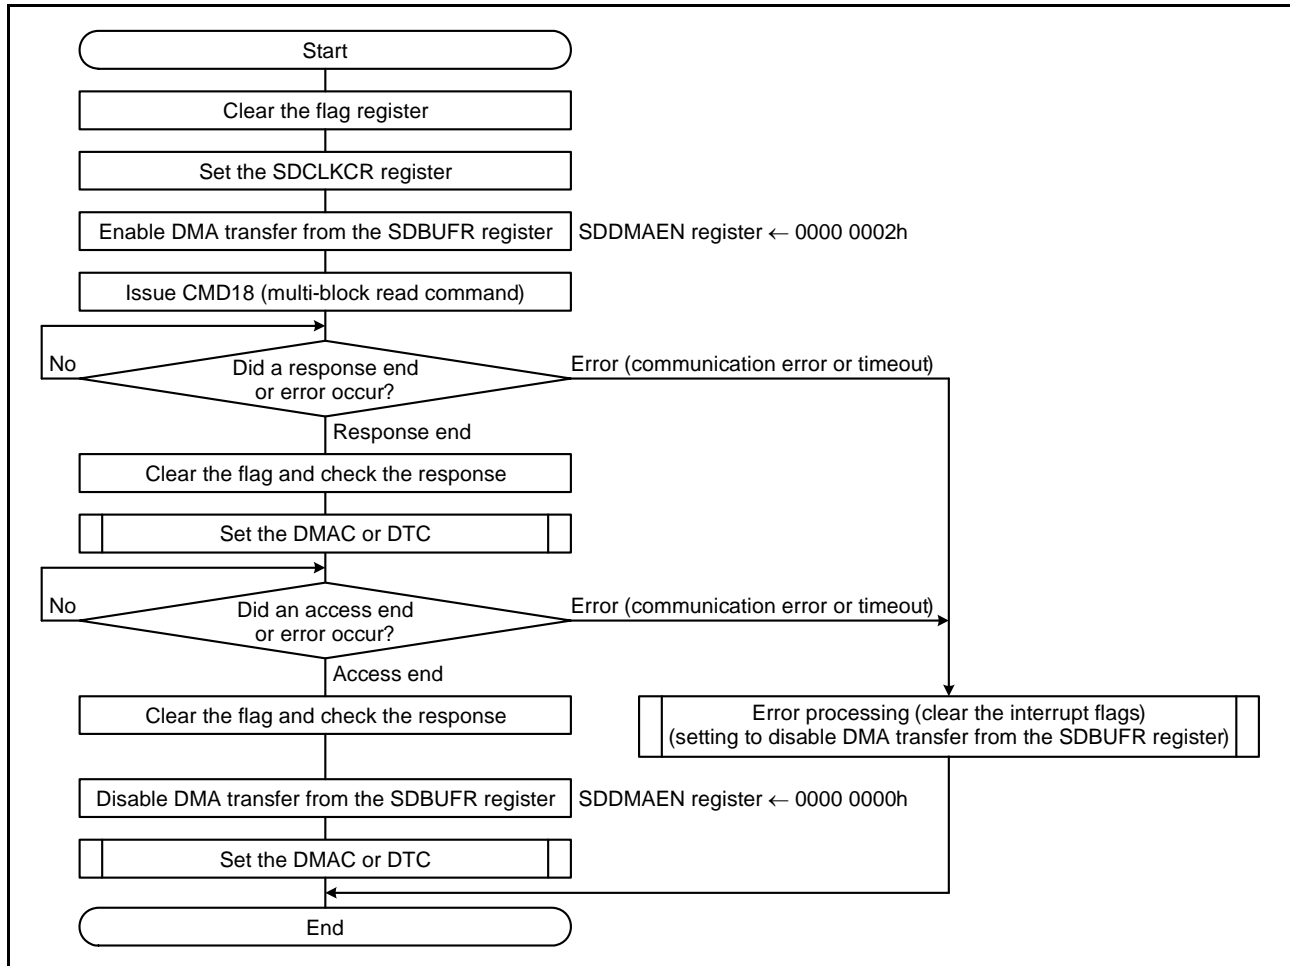 Start
Clear the flag register
Set the SDCLKCR register
Enable DMA transfer from the SDBUFR register
SDDMAEN register ← 0000 0002h
Issue CMD18 (multi-block read command)
No
Did a response end
or error occur?
Error (communication error or timeout)
Response end
Clear the flag and check the response
Set the DMAC or DTC
No
Did an access end
or error occur?
Error (communication error or timeout)
Access end
Clear the flag and check the response
Error processing (clear the interrupt flags)
(setting to disable DMA transfer from the SDBUFR register)
Disable DMA transfer from the SDBUFR register
SDDMAEN register ← 0000 0000h
Set the DMAC or DTC
End